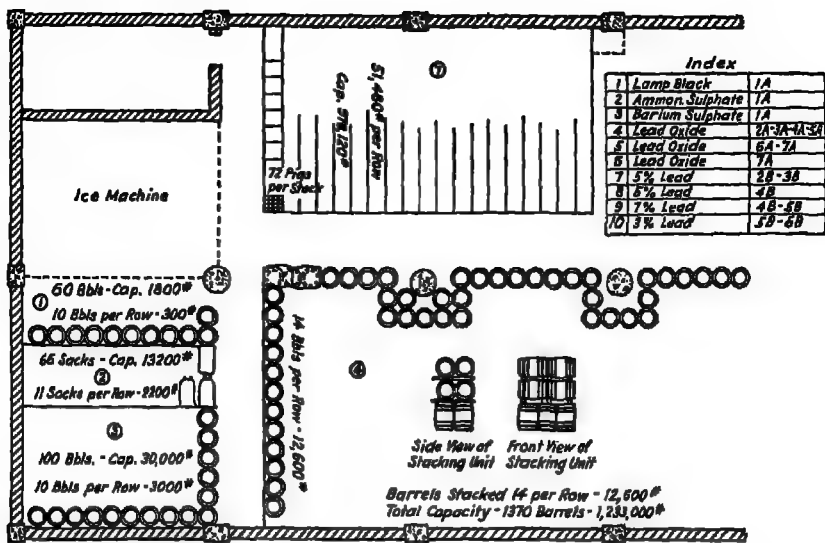 Index
1 Lamp Black 1A
2 Ammon. Sulphate 1A
3 Barium Sulphate 1A
4 Lead Oxide 2A-3A-4A-5A
5 Lead Oxide 6A-7A
6 Lead Oxide 7A
7 5% Lead 2B-3B
8 6% Lead 4B
9 7% Lead 4B-5B
10 3% Lead 5B-6B
7
51,480# per Row
72 Pigs
per Stack
Ice Machine
1
60 Bbls-Cap. 1800#
10 Bbls per Row-300#
66 Sacks - Cap. 13200#
2
11 Sacks per Row-2200#
3
100 Bbls. - Cap. 30,000#
10 Bbls per Row-3000#
14 Bbls per Row-12,600#
4
Side View of
Stacking Unit
Front View of
Stacking Unit
Barrels Stacked 14 per Row - 12,600#
Total Capacity - 1370 Barrels - 1,233,000#